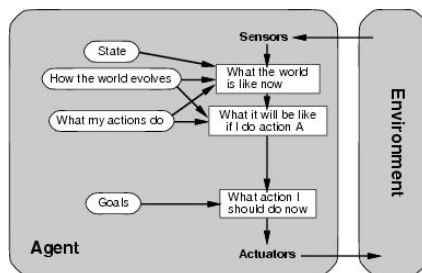 Sensors
State
How the world evolves
What the world
is like now
What my actions do
What it will be like
if I do action A
Goals
What action I
should do now
Agent
Actuators
Environment